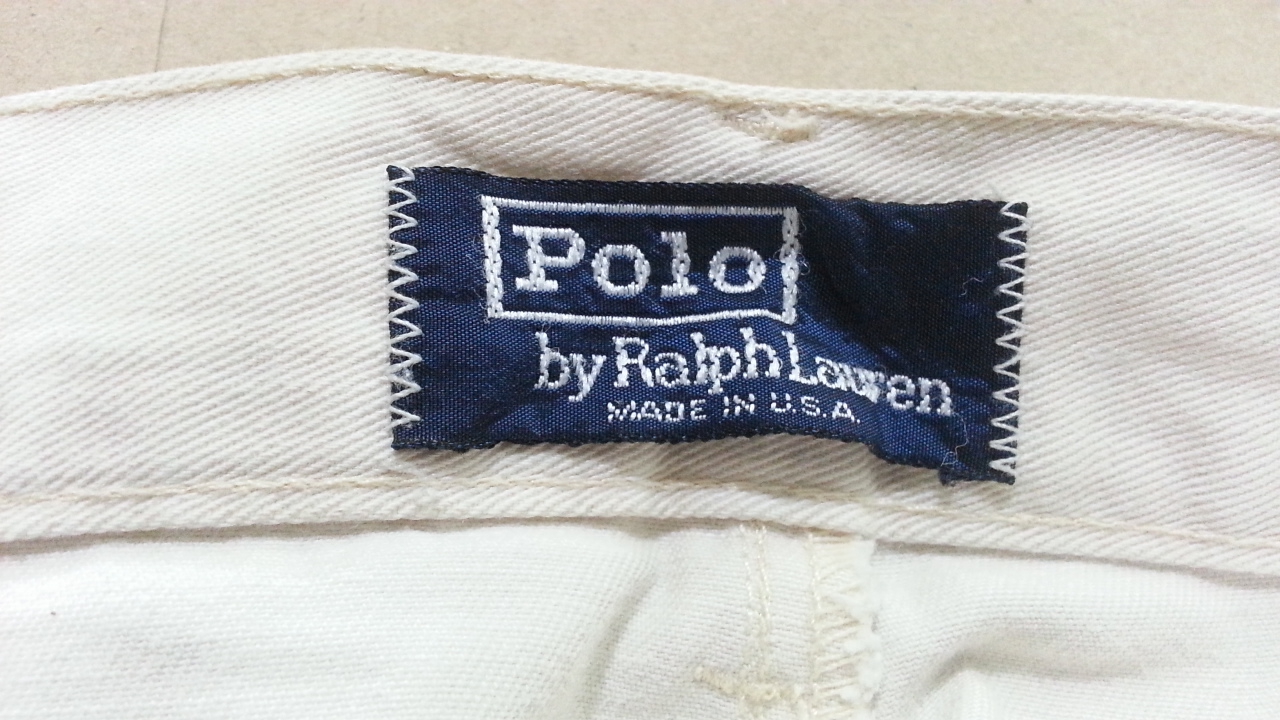 Polo
by Ralph Lauren
MADE IN U.S.A.